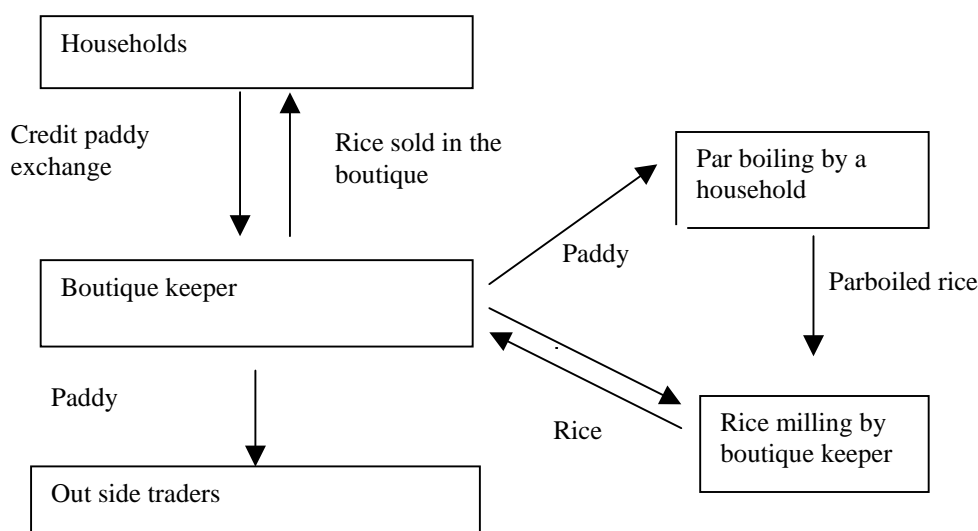 Households
Credit paddy
exchange
Rice sold in the
boutique
Par boiling by a
household
Paddy
Boutique keeper
Parboiled rice
Paddy
Rice
Rice milling by
boutique keeper
Out side traders